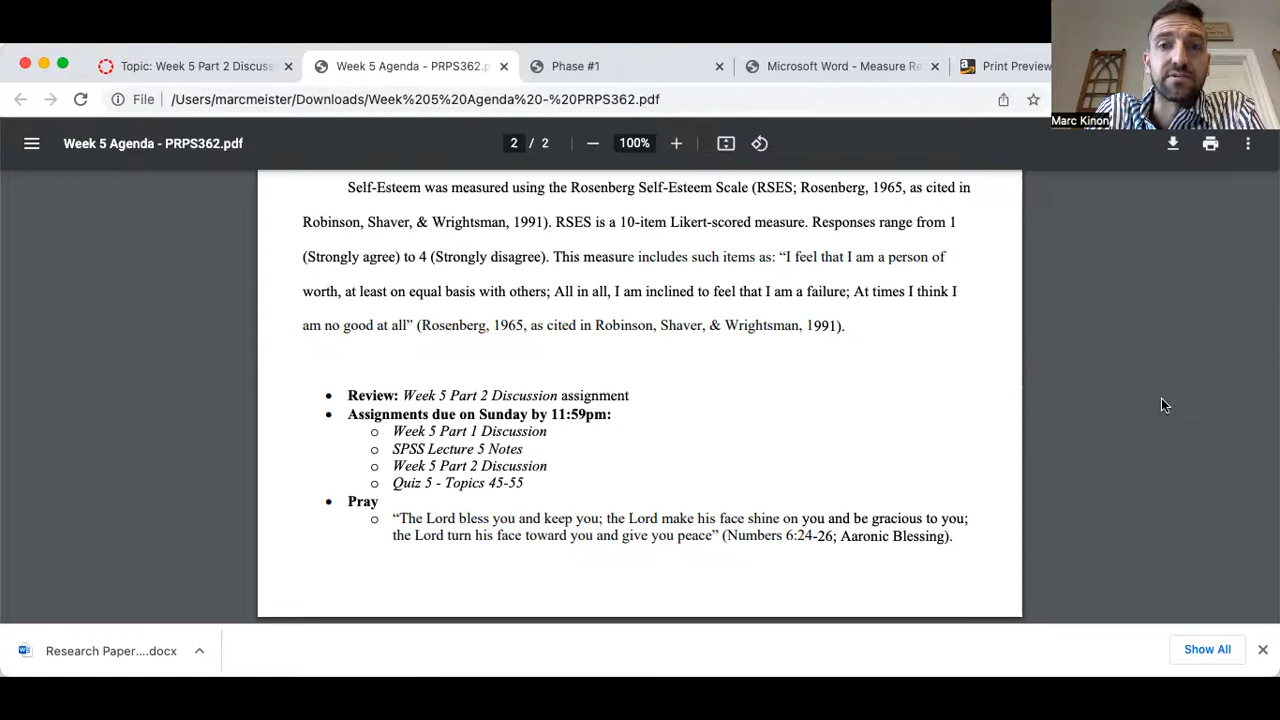 Topic: Week 5 Part 2 Discuss
Week 5 Agenda - PRPS362.p
Phase #1
Microsoft Word - Measure Re
Print Preview
File
/Users/marcmeister/Downloads/Week%205%20Agenda%20-%20PRPS362.pdf
Marc Kinon
Week 5 Agenda - PRPS362.pdf
2 / 2
100%
Self-Esteem was measured using the Rosenberg Self-Esteem Scale (RSES; Rosenberg, 1965, as cited in
Robinson, Shaver, & Wrightsman, 1991). RSES is a 10-item Likert-scored measure. Responses range from 1
(Strongly agree) to 4 (Strongly disagree). This measure includes such items as: “I feel that I am a person of
worth, at least on equal basis with others; All in all, I am inclined to feel that I am a failure; At times I think I
am no good at all” (Rosenberg, 1965, as cited in Robinson, Shaver, & Wrightsman, 1991).
• Review: Week 5 Part 2 Discussion assignment
• Assignments due on Sunday by 11:59pm:
o Week 5 Part 1 Discussion
o SPSS Lecture 5 Notes
o Week 5 Part 2 Discussion
o Quiz 5 - Topics 45-55
• Pray
o “The Lord bless you and keep you; the Lord make his face shine on you and be gracious to you;
the Lord turn his face toward you and give you peace” (Numbers 6:24-26; Aaronic Blessing).
Research Paper....docx
Show All